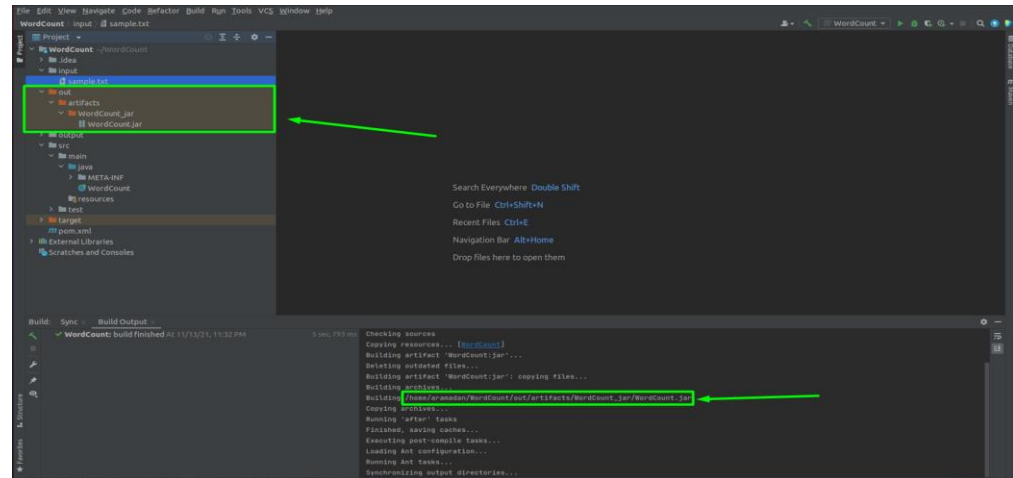 File Edit View Navigate Code Refactor Build Run Tools VCS Window Help
WordCount input sample.txt
WordCount
Project
WordCount ~/WordCount
.idea
input
sample.txt
out
artifacts
WordCount_jar
WordCount.jar
output
src
main
java
META-INF
WordCount
resources
test
target
pom.xml
External Libraries
Scratches and Consoles
Project
Structure
Favorites
Database
Maven
Search Everywhere Double Shift
Go to File Ctrl+Shift+N
Recent Files Ctrl+E
Navigation Bar Alt+Home
Drop files here to open them
Build: Sync Build Output
WordCount: build finished At 11/13/21, 11:32 PM 5 sec, 793 ms
Checking sources
Copying resources... [WordCount]
Building artifact 'WordCount:jar'...
Deleting outdated files...
Building artifact 'WordCount:jar': copying files...
Building archives...
Building /home/aramadan/WordCount/out/artifacts/WordCount_jar/WordCount.jar
Copying archives...
Running 'after' tasks
Finished, saving caches...
Executing post-compile tasks...
Loading Ant configuration...
Running Ant tasks...
Synchronizing output directories...